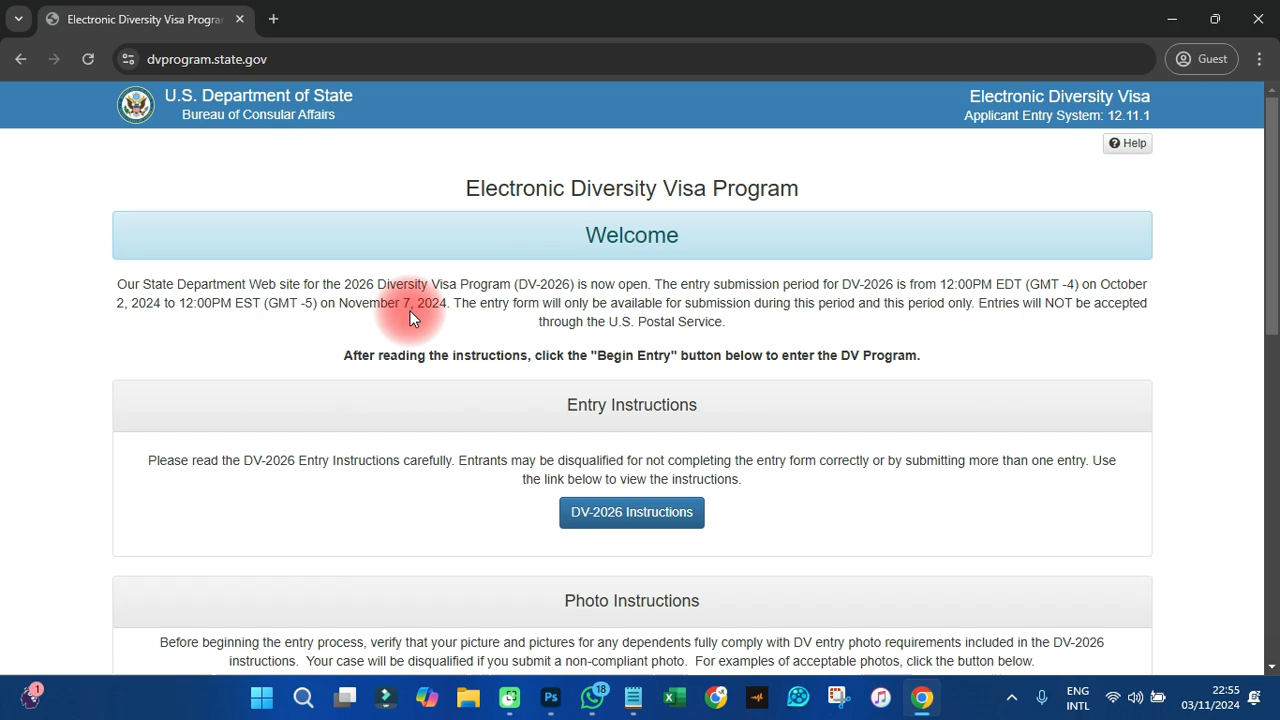 Electronic Diversity Visa Progra
dvprogram.state.gov
Guest
U.S. Department of State
Bureau of Consular Affairs
Electronic Diversity Visa
Applicant Entry System: 12.11.1
Help
Electronic Diversity Visa Program
Welcome
Our State Department Web site for the 2026 Diversity Visa Program (DV-2026) is now open. The entry submission period for DV-2026 is from 12:00PM EDT (GMT -4) on October
2, 2024 to 12:00PM EST (GMT -5) on November 7, 2024. The entry form will only be available for submission during this period and this period only. Entries will NOT be accepted
through the U.S. Postal Service.
After reading the instructions, click the "Begin Entry" button below to enter the DV Program.
Entry Instructions
Please read the DV-2026 Entry Instructions carefully. Entrants may be disqualified for not completing the entry form correctly or by submitting more than one entry. Use
the link below to view the instructions.
DV-2026 Instructions
Photo Instructions
Before beginning the entry process, verify that your picture and pictures for any dependents fully comply with DV entry photo requirements included in the DV-2026
instructions. Your case will be disqualified if you submit a non-compliant photo. For examples of acceptable photos, click the button below.
1
Ps
18
ENG
INTL
22:55
03/11/2024